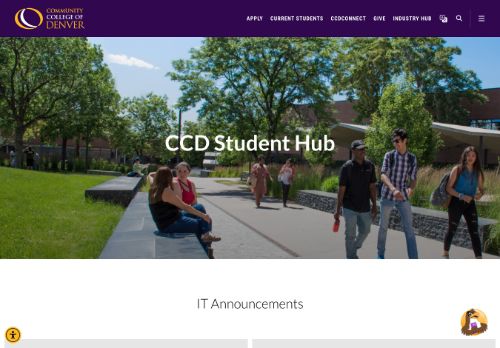 COMMUNITY
COLLEGE OF
DENVER
APPLY CURRENT STUDENTS CCDCONNECT GIVE INDUSTRY HUB
CCD Student Hub
IT Announcements